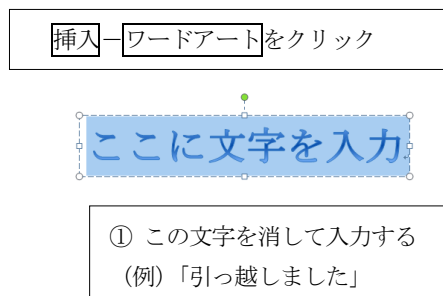 挿入－ワードアートをクリック
ここに文字を入力
① この文字を消して入力する
（例）「引っ越しました」